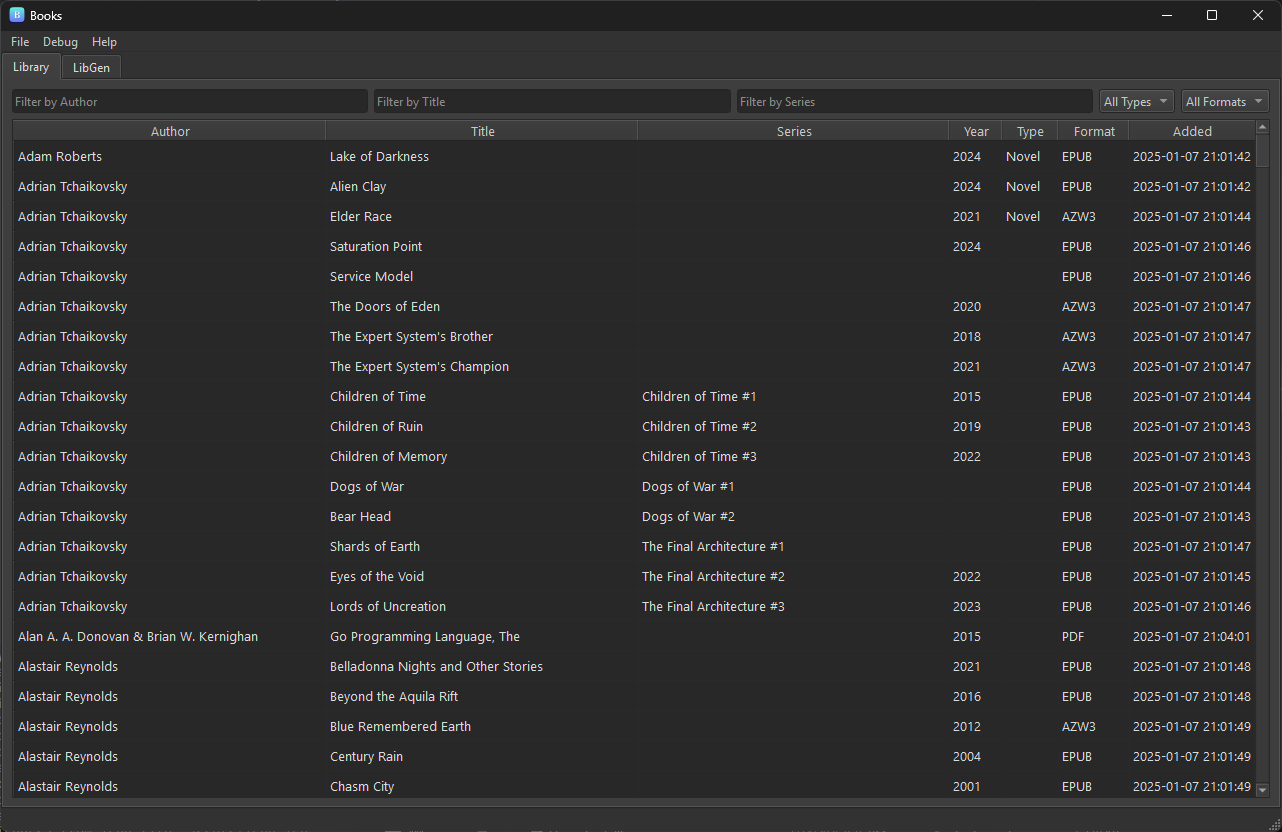 B Books
File Debug Help
Library LibGen
Filter by Author Filter by Title Filter by Series All Types All Formats
Author Title Series Year Type Format Added
Adam Roberts Lake of Darkness 2024 Novel EPUB 2025-01-07 21:01:42
Adrian Tchaikovsky Alien Clay 2024 Novel EPUB 2025-01-07 21:01:42
Adrian Tchaikovsky Elder Race 2021 Novel AZW3 2025-01-07 21:01:44
Adrian Tchaikovsky Saturation Point 2024 EPUB 2025-01-07 21:01:46
Adrian Tchaikovsky Service Model EPUB 2025-01-07 21:01:46
Adrian Tchaikovsky The Doors of Eden 2020 AZW3 2025-01-07 21:01:47
Adrian Tchaikovsky The Expert System's Brother 2018 AZW3 2025-01-07 21:01:47
Adrian Tchaikovsky The Expert System's Champion 2021 AZW3 2025-01-07 21:01:47
Adrian Tchaikovsky Children of Time Children of Time #1 2015 EPUB 2025-01-07 21:01:44
Adrian Tchaikovsky Children of Ruin Children of Time #2 2019 EPUB 2025-01-07 21:01:43
Adrian Tchaikovsky Children of Memory Children of Time #3 2022 EPUB 2025-01-07 21:01:43
Adrian Tchaikovsky Dogs of War Dogs of War #1 EPUB 2025-01-07 21:01:44
Adrian Tchaikovsky Bear Head Dogs of War #2 EPUB 2025-01-07 21:01:43
Adrian Tchaikovsky Shards of Earth The Final Architecture #1 EPUB 2025-01-07 21:01:47
Adrian Tchaikovsky Eyes of the Void The Final Architecture #2 2022 EPUB 2025-01-07 21:01:45
Adrian Tchaikovsky Lords of Uncreation The Final Architecture #3 2023 EPUB 2025-01-07 21:01:46
Alan A. A. Donovan & Brian W. Kernighan Go Programming Language, The 2015 PDF 2025-01-07 21:04:01
Alastair Reynolds Belladonna Nights and Other Stories 2021 EPUB 2025-01-07 21:01:48
Alastair Reynolds Beyond the Aquila Rift 2016 EPUB 2025-01-07 21:01:48
Alastair Reynolds Blue Remembered Earth 2012 AZW3 2025-01-07 21:01:49
Alastair Reynolds Century Rain 2004 EPUB 2025-01-07 21:01:49
Alastair Reynolds Chasm City 2001 EPUB 2025-01-07 21:01:49